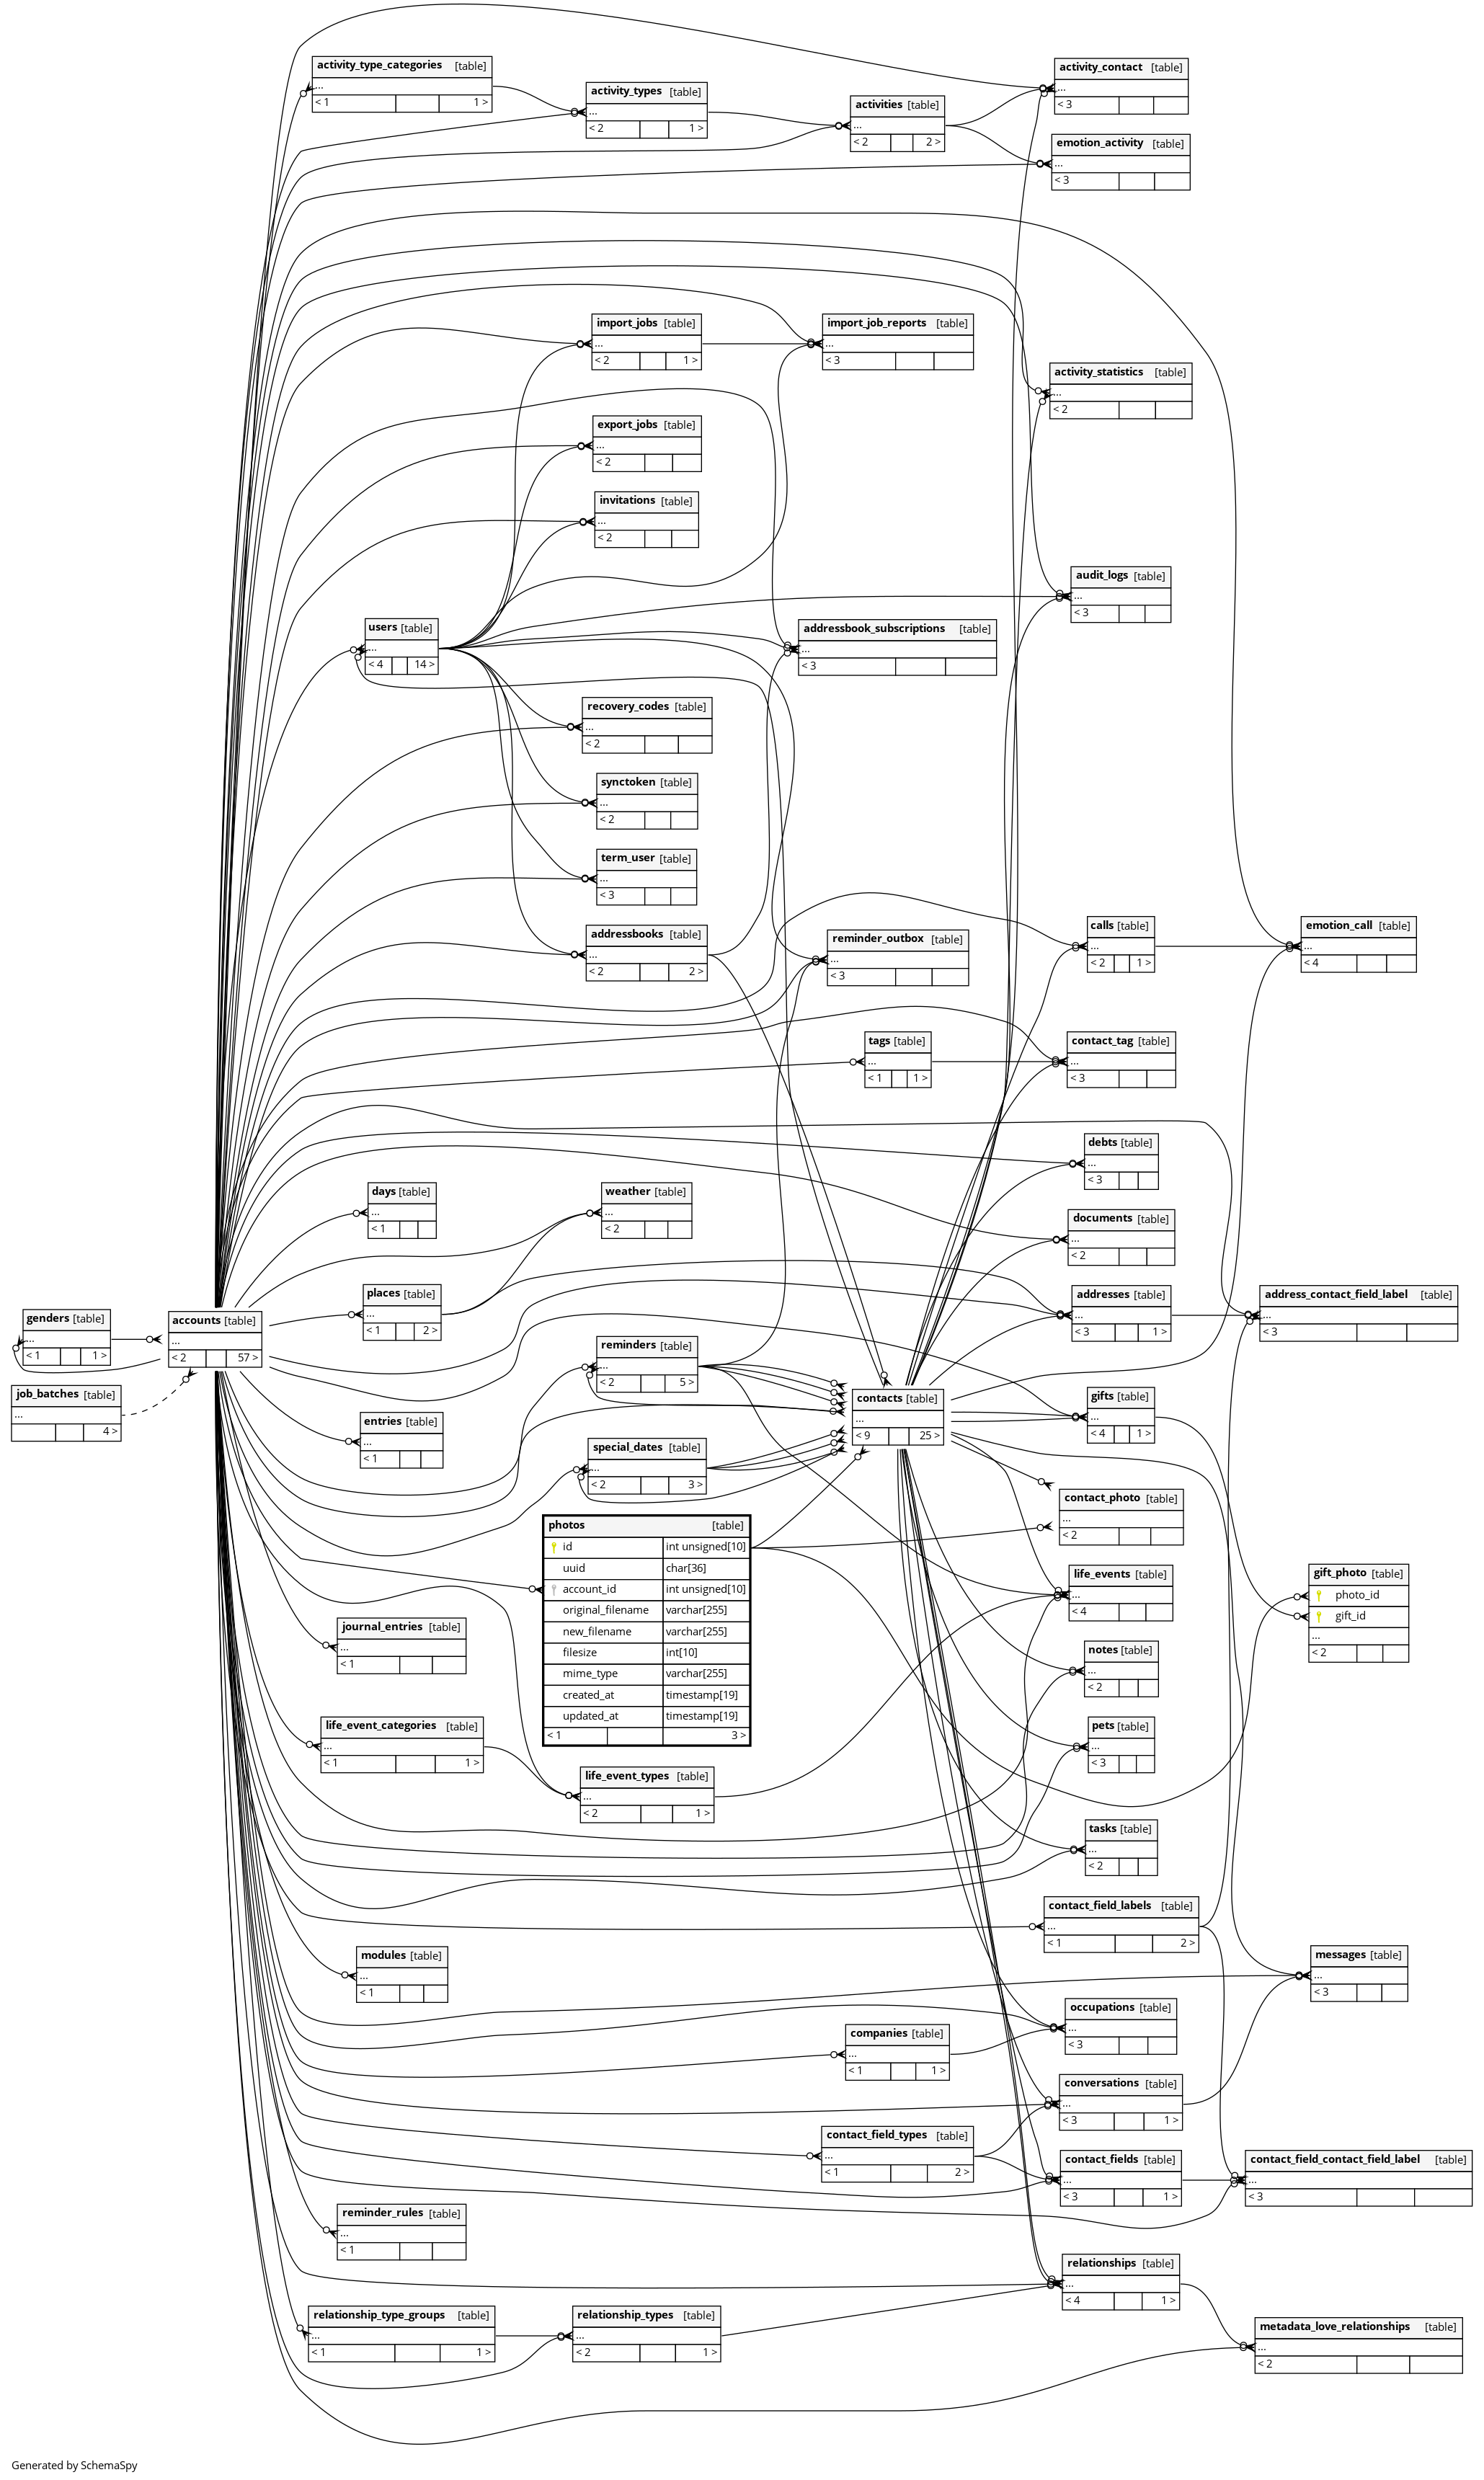 activity_type_categories [table]
...
< 1 1 >
activity_types [table]
...
< 2 1 >
activities [table]
...
< 2 2 >
activity_contact [table]
...
< 3
emotion_activity [table]
...
< 3
import_jobs [table]
...
< 2 1 >
import_job_reports [table]
...
< 3
activity_statistics [table]
...
< 2
export_jobs [table]
...
< 2
invitations [table]
...
< 2
audit_logs [table]
...
< 3
users [table]
...
< 4 14 >
addressbook_subscriptions [table]
...
< 3
recovery_codes [table]
...
< 2
synctoken [table]
...
< 2
term_user [table]
...
< 3
addressbooks [table]
...
< 2 2 >
reminder_outbox [table]
...
< 3
calls [table]
...
< 2 1 >
emotion_call [table]
...
< 4
tags [table]
...
< 1 1 >
contact_tag [table]
...
< 3
debts [table]
...
< 3
days [table]
...
< 1
weather [table]
...
< 2
documents [table]
...
< 2
places [table]
...
< 1 2 >
addresses [table]
...
< 3 1 >
address_contact_field_label [table]
...
< 3
genders [table]
...
< 1 1 >
accounts [table]
...
< 2 57 >
reminders [table]
...
< 2 5 >
job_batches [table]
...
4 >
contacts [table]
...
< 9 25 >
gifts [table]
...
< 4 1 >
entries [table]
...
< 1
special_dates [table]
...
< 2 3 >
contact_photo [table]
...
< 2
photos [table]
id int unsigned[10]
uuid char[36]
account_id int unsigned[10]
original_filename varchar[255]
new_filename varchar[255]
filesize int[10]
mime_type varchar[255]
created_at timestamp[19]
updated_at timestamp[19]
< 1 3 >
life_events [table]
...
< 4
gift_photo [table]
photo_id
gift_id
...
< 2
journal_entries [table]
...
< 1
notes [table]
...
< 2
life_event_categories [table]
...
< 1 1 >
pets [table]
...
< 3
life_event_types [table]
...
< 2 1 >
tasks [table]
...
< 2
contact_field_labels [table]
...
< 1 2 >
modules [table]
...
< 1
messages [table]
...
< 3
occupations [table]
...
< 3
companies [table]
...
< 1 1 >
conversations [table]
...
< 3 1 >
contact_field_types [table]
...
< 1 2 >
contact_fields [table]
...
< 3 1 >
contact_field_contact_field_label [table]
...
< 3
reminder_rules [table]
...
< 1
relationships [table]
...
< 4 1 >
relationship_type_groups [table]
...
< 1 1 >
relationship_types [table]
...
< 2 1 >
metadata_love_relationships [table]
...
< 2
Generated by SchemaSpy